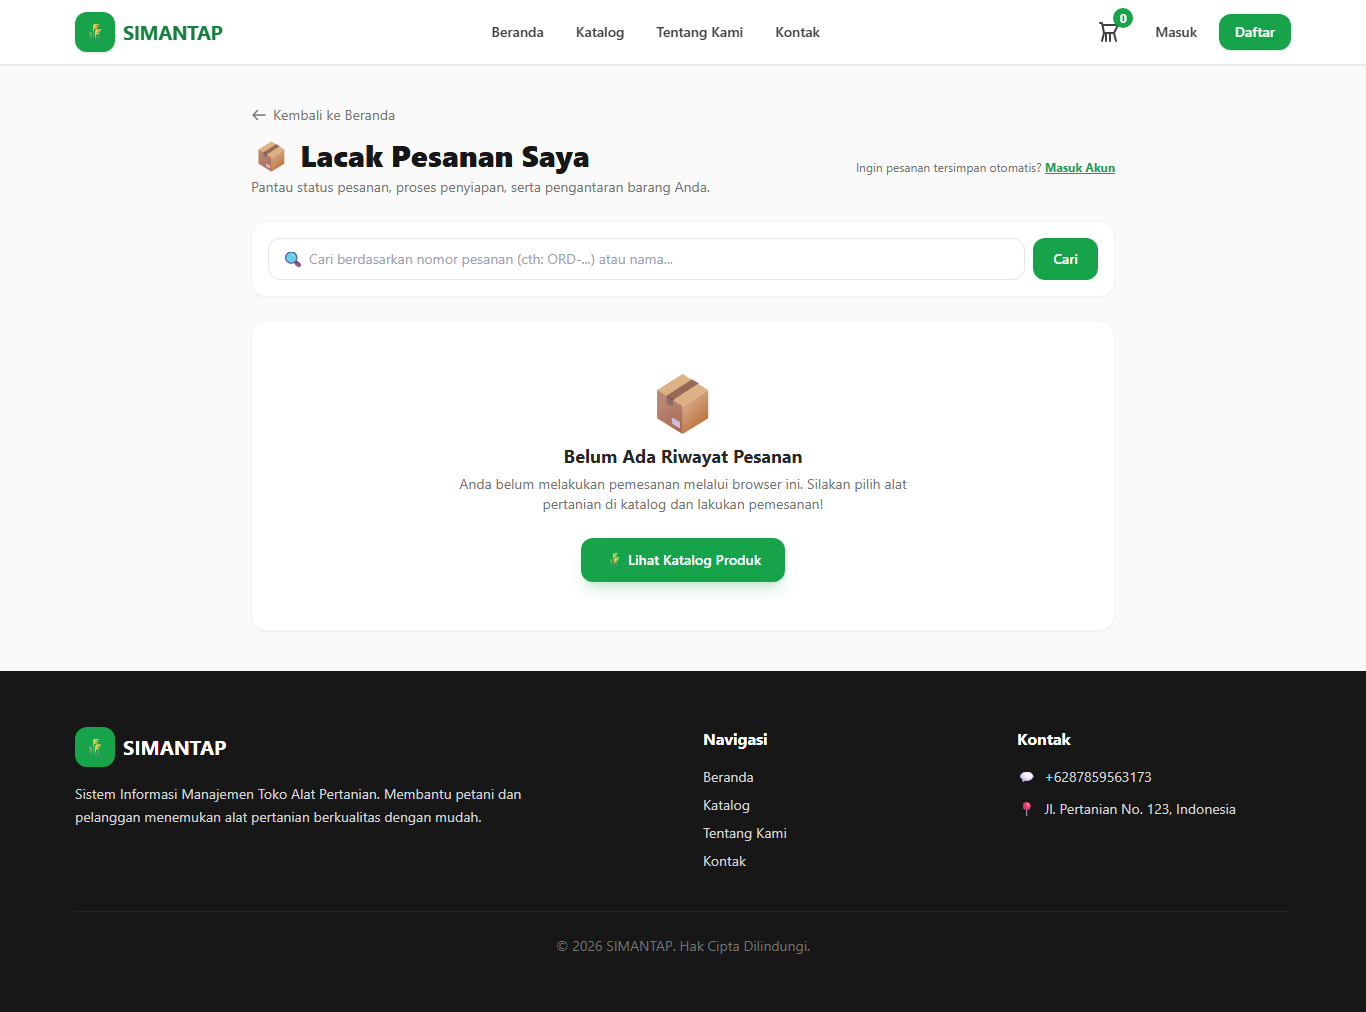 SIMANTAP
Beranda
Katalog
Tentang Kami
Kontak
0
Masuk
Daftar
Kembali ke Beranda
Lacak Pesanan Saya
Pantau status pesanan, proses penyiapan, serta pengantaran barang Anda.
Ingin pesanan tersimpan otomatis? Masuk Akun
Cari berdasarkan nomor pesanan (cth: ORD-...) atau nama...
Cari
Belum Ada Riwayat Pesanan
Anda belum melakukan pemesanan melalui browser ini. Silakan pilih alat
pertanian di katalog dan lakukan pemesanan!
Lihat Katalog Produk
SIMANTAP
Sistem Informasi Manajemen Toko Alat Pertanian. Membantu petani dan
pelanggan menemukan alat pertanian berkualitas dengan mudah.
Navigasi
Beranda
Katalog
Tentang Kami
Kontak
Kontak
+6287859563173
Jl. Pertanian No. 123, Indonesia
© 2026 SIMANTAP. Hak Cipta Dilindungi.